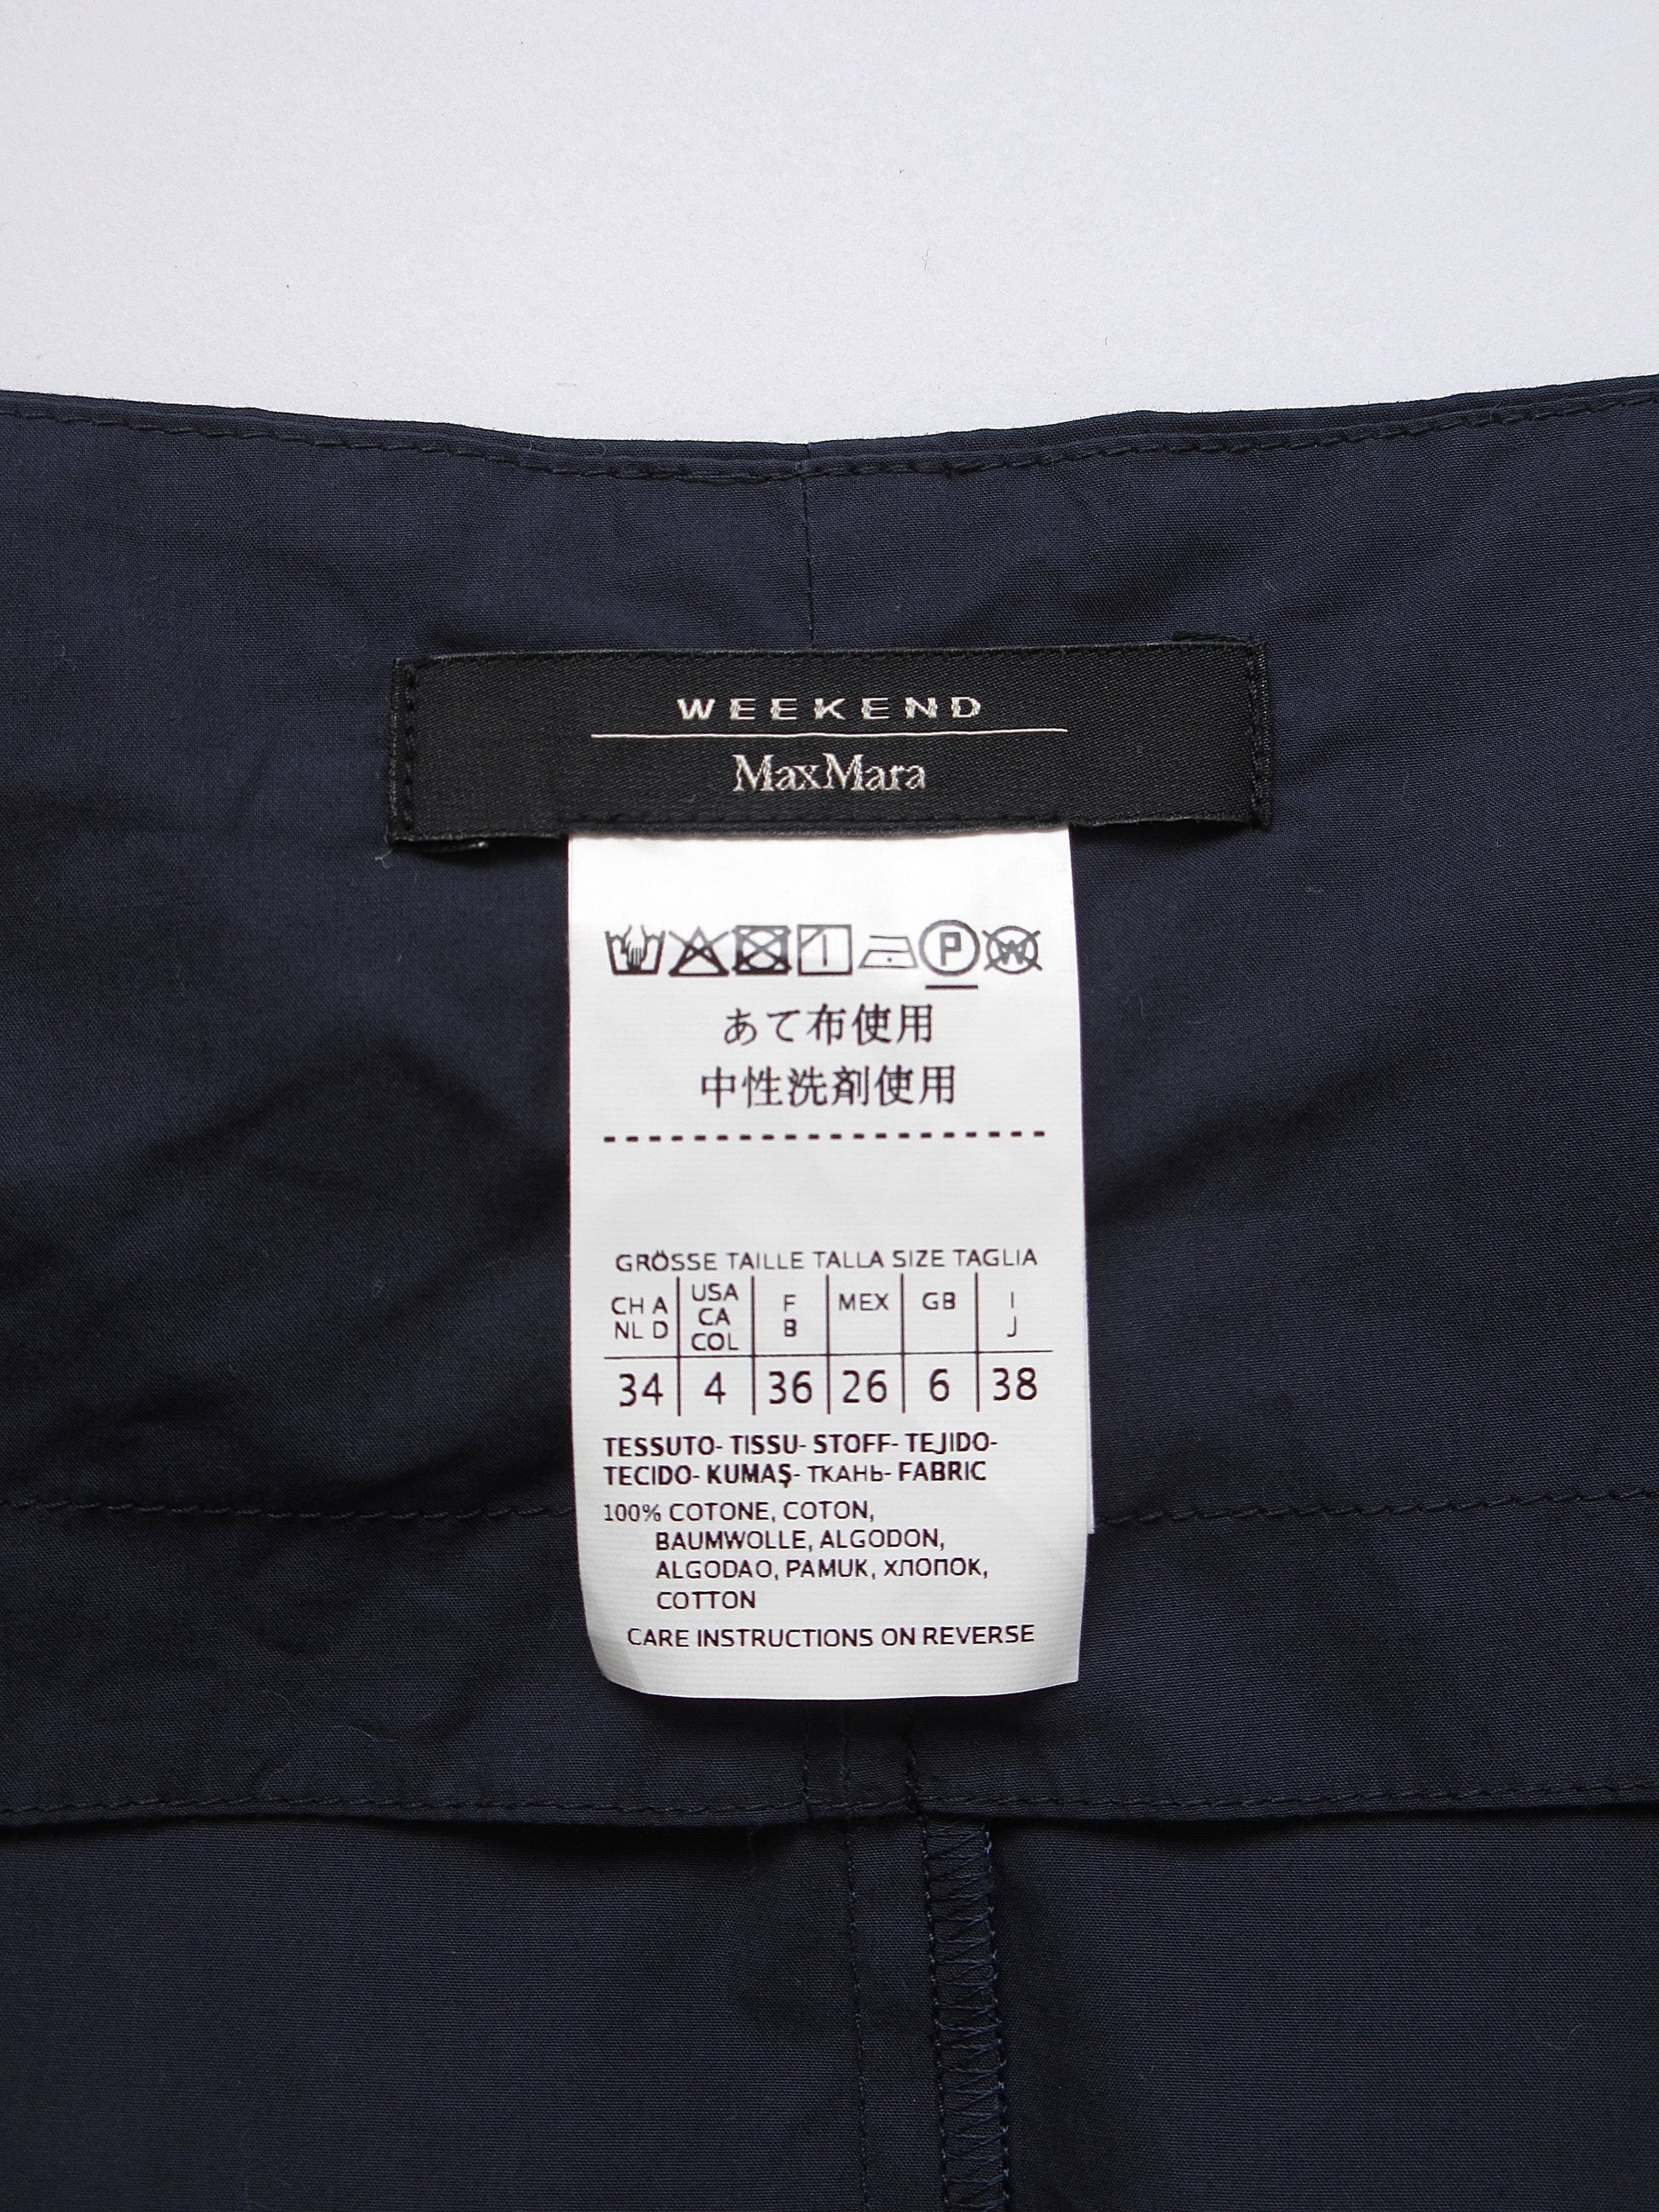 WEEKEND
MaxMara
P W
あて布使用
中性洗剤使用
GRÖSSE TAILLE TALLA SIZE TAGLIA
CH A NL D USA CA COL F B MEX GB I J
34 4 36 26 6 38
TESSUTO- TISSU- STOFF- TEJIDO-
TECIDO- KUMAŞ- ТКАНЬ- FABRIC
100% COTONE, COTON,
BAUMWOLLE, ALGODON,
ALGODAO, PAMUK, ХЛОПОК,
COTTON
CARE INSTRUCTIONS ON REVERSE